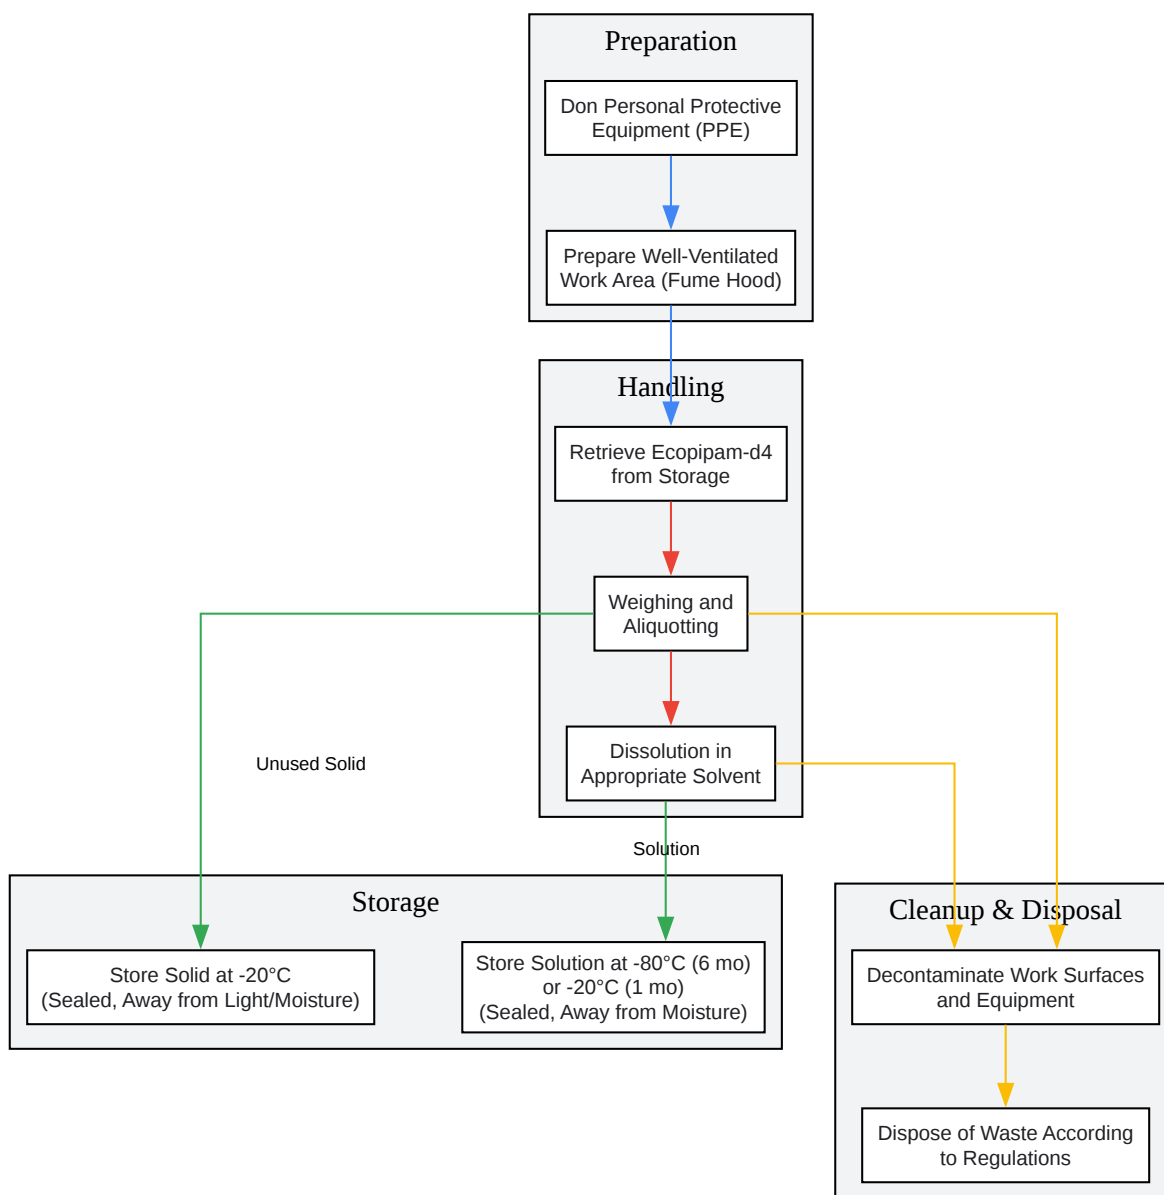 Preparation
Don Personal Protective
Equipment (PPE)
Prepare Well-Ventilated
Work Area (Fume Hood)
Handling
Retrieve Ecopipam-d4
from Storage
Weighing and
Aliquotting
Dissolution in
Appropriate Solvent
Unused Solid
Solution
Storage
Store Solid at -20°C
(Sealed, Away from Light/Moisture)
Store Solution at -80°C (6 mo)
or -20°C (1 mo)
(Sealed, Away from Moisture)
Cleanup & Disposal
Decontaminate Work Surfaces
and Equipment
Dispose of Waste According
to Regulations